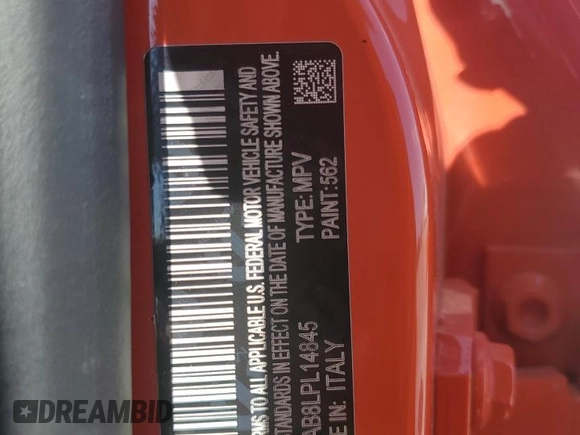 RMS TO ALL APPLICABLE U.S. FEDERAL MOTOR VEHICLE SAFETY AND
STANDARDS IN EFFECT ON THE DATE OF MANUFACTURE SHOWN ABOVE.
AB8LPL14845 TYPE: MPV
E IN: ITALY PAINT: 562
DREAMBID